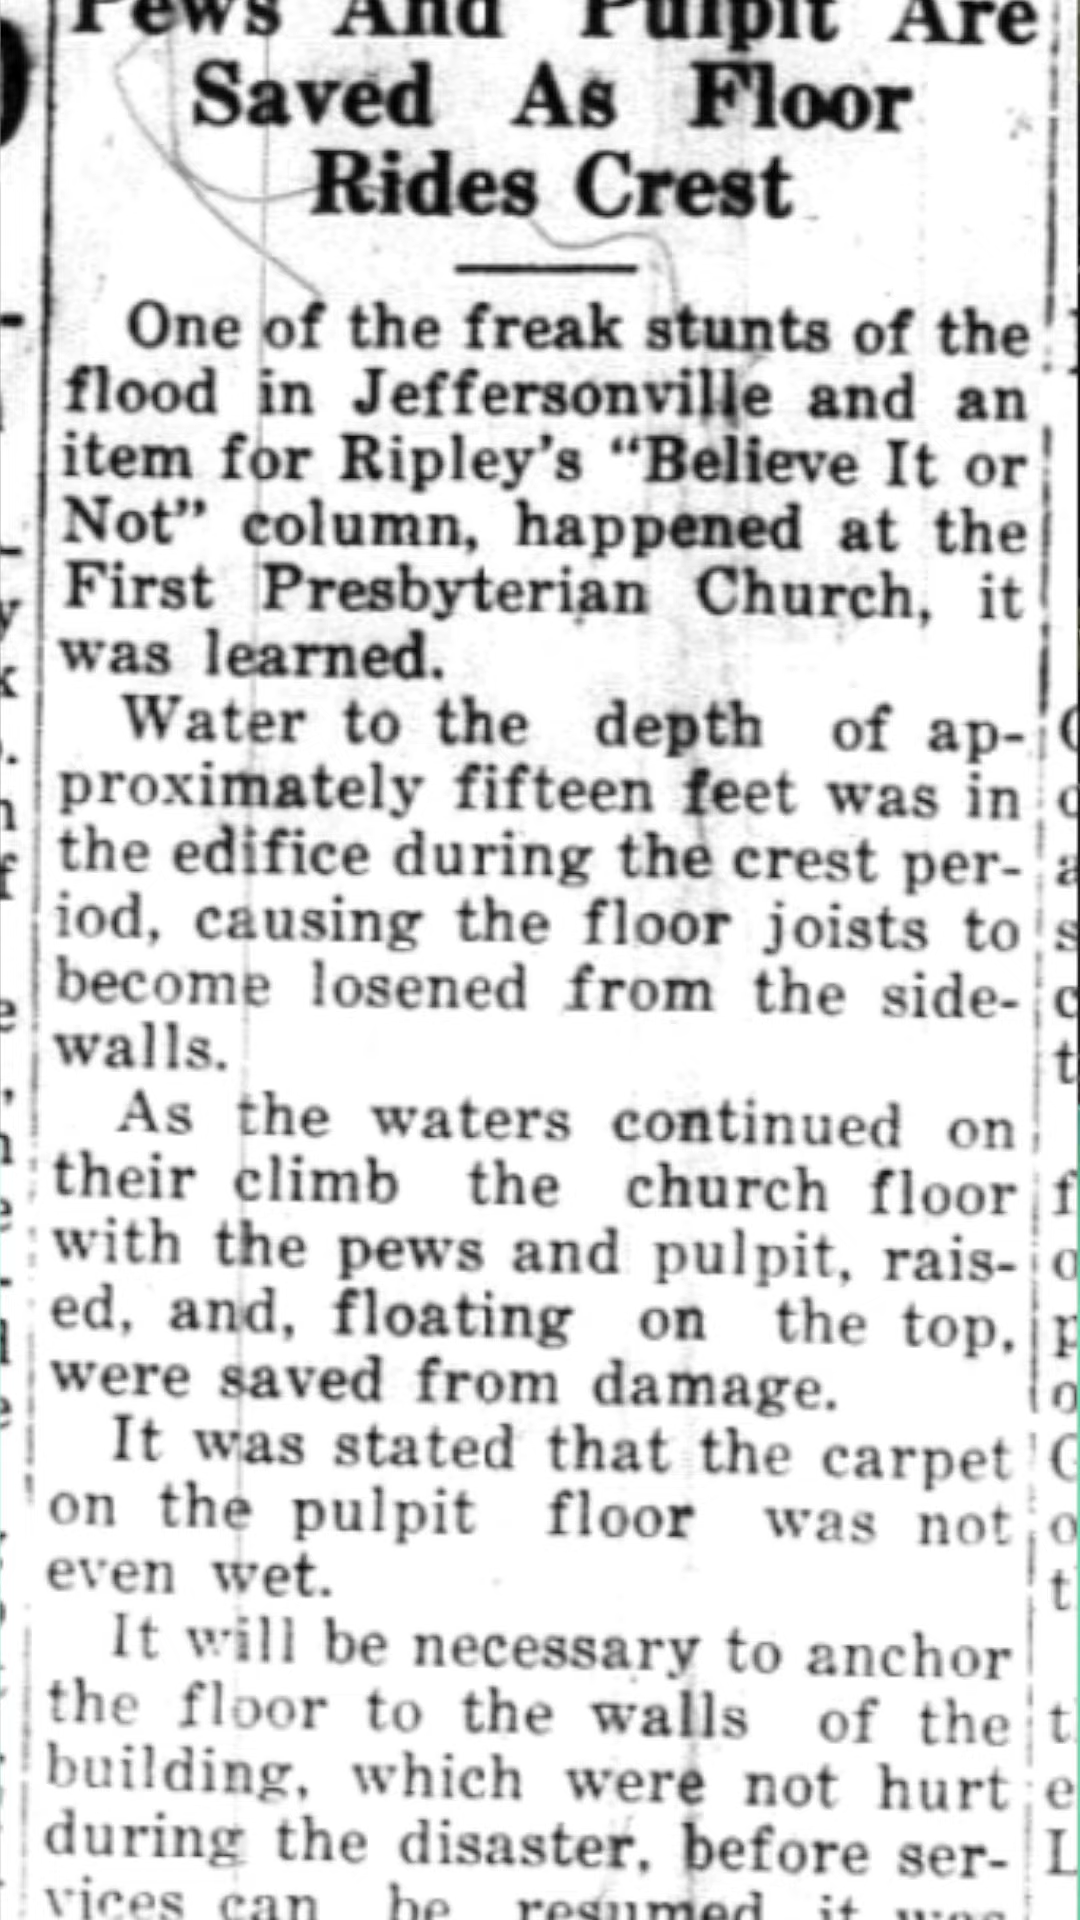 Pews And Pulpit Are
Saved As Floor
Rides Crest
One of the freak stunts of the
flood in Jeffersonville and an
item for Ripley's "Believe It or
Not" column, happened at the
First Presbyterian Church, it
was learned.
Water to the depth of ap-
proximately fifteen feet was in
the edifice during the crest per-
iod, causing the floor joists to
become losened from the side-
walls.
As the waters continued on
their climb the church floor
with the pews and pulpit, rais-
ed, and, floating on the top,
were saved from damage.
It was stated that the carpet
on the pulpit floor was not
even wet.
It will be necessary to anchor
the floor to the walls of the
building, which were not hurt
during the disaster, before ser-
vices can be resumed it was